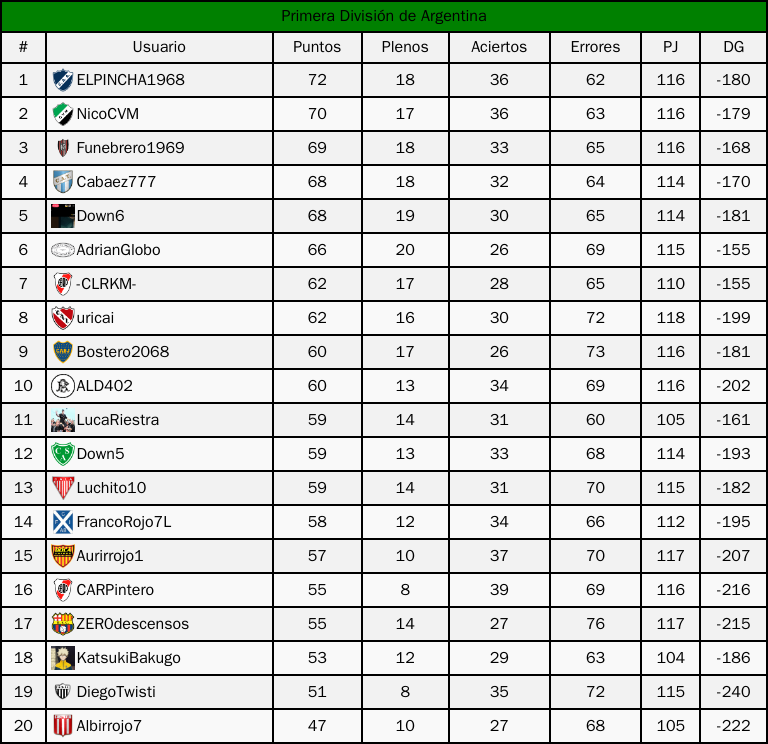 Primera División de Argentina
# Usuario Puntos Plenos Aciertos Errores PJ DG
1 ELPINCHA1968 72 18 36 62 116 -180
2 NicoCVM 70 17 36 63 116 -179
3 Funebrero1969 69 18 33 65 116 -168
4 Cabaez777 68 18 32 64 114 -170
5 Down6 68 19 30 65 114 -181
6 AdrianGlobo 66 20 26 69 115 -155
7 -CLRKM- 62 17 28 65 110 -155
8 uricai 62 16 30 72 118 -199
9 Bostero2068 60 17 26 73 116 -181
10 ALD402 60 13 34 69 116 -202
11 LucaRiestra 59 14 31 60 105 -161
12 Down5 59 13 33 68 114 -193
13 Luchito10 59 14 31 70 115 -182
14 FrancoRojo7L 58 12 34 66 112 -195
15 Aurirrojo1 57 10 37 70 117 -207
16 CARPintero 55 8 39 69 116 -216
17 ZER0descensos 55 14 27 76 117 -215
18 KatsukiBakugo 53 12 29 63 104 -186
19 DiegoTwisti 51 8 35 72 115 -240
20 Albirrojo7 47 10 27 68 105 -222